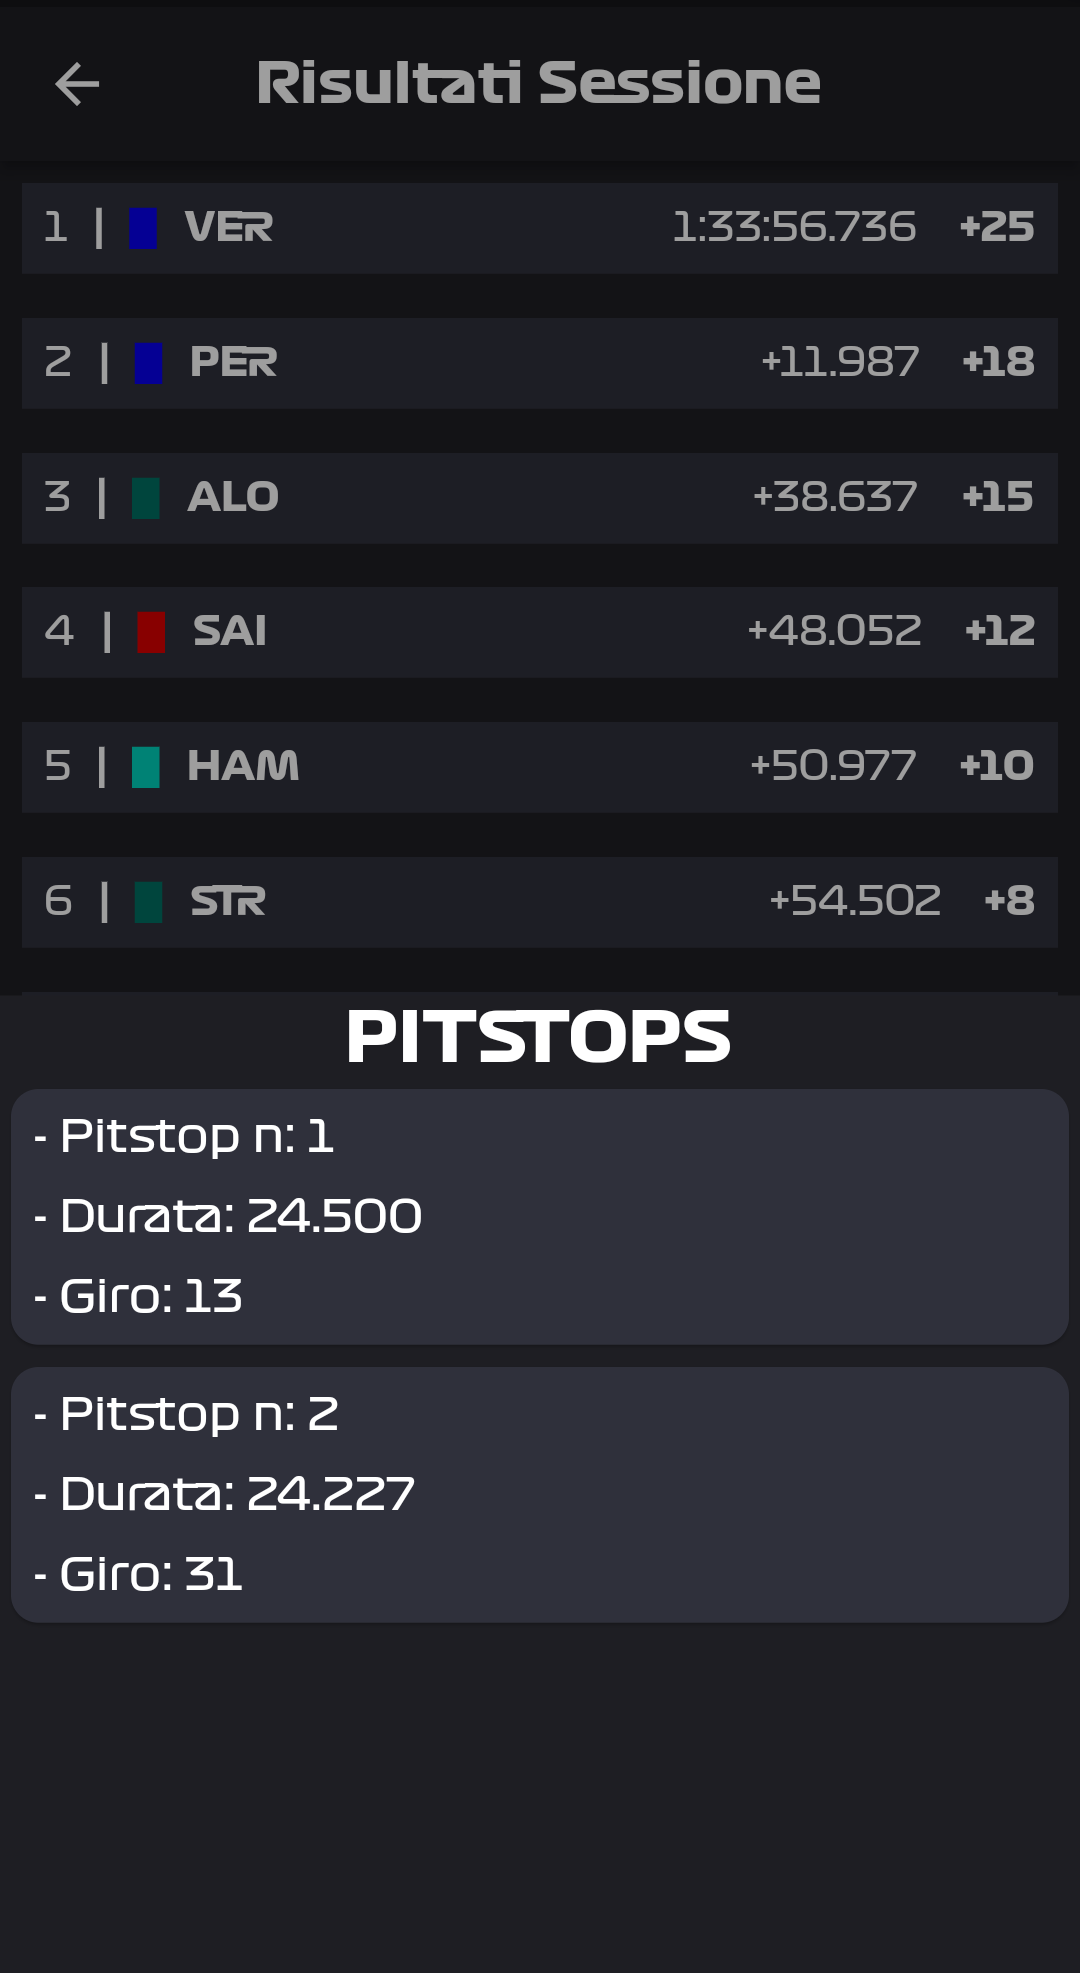 Risultati Sessione
1 | VER 1:33:56.736 +25
2 | PER +11.987 +18
3 | ALO +38.637 +15
4 | SAI +48.052 +12
5 | HAM +50.977 +10
6 | STR +54.502 +8
PITSTOPS
- Pitstop n: 1
- Durata: 24.500
- Giro: 13
- Pitstop n: 2
- Durata: 24.227
- Giro: 31